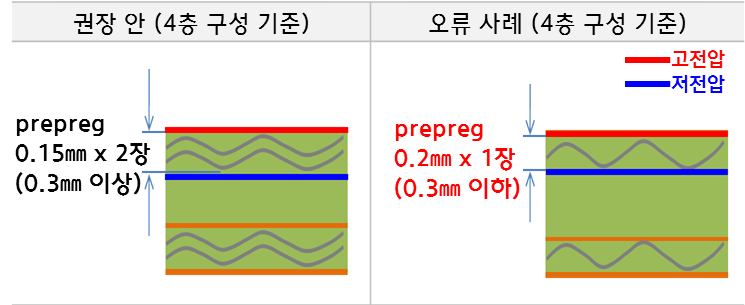 권장 안 (4층 구성 기준)
오류 사례 (4층 구성 기준)
고전압
저전압
prepreg
0.15㎜ x 2장
(0.3㎜ 이상)
prepreg
0.2㎜ x 1장
(0.3㎜ 이하)